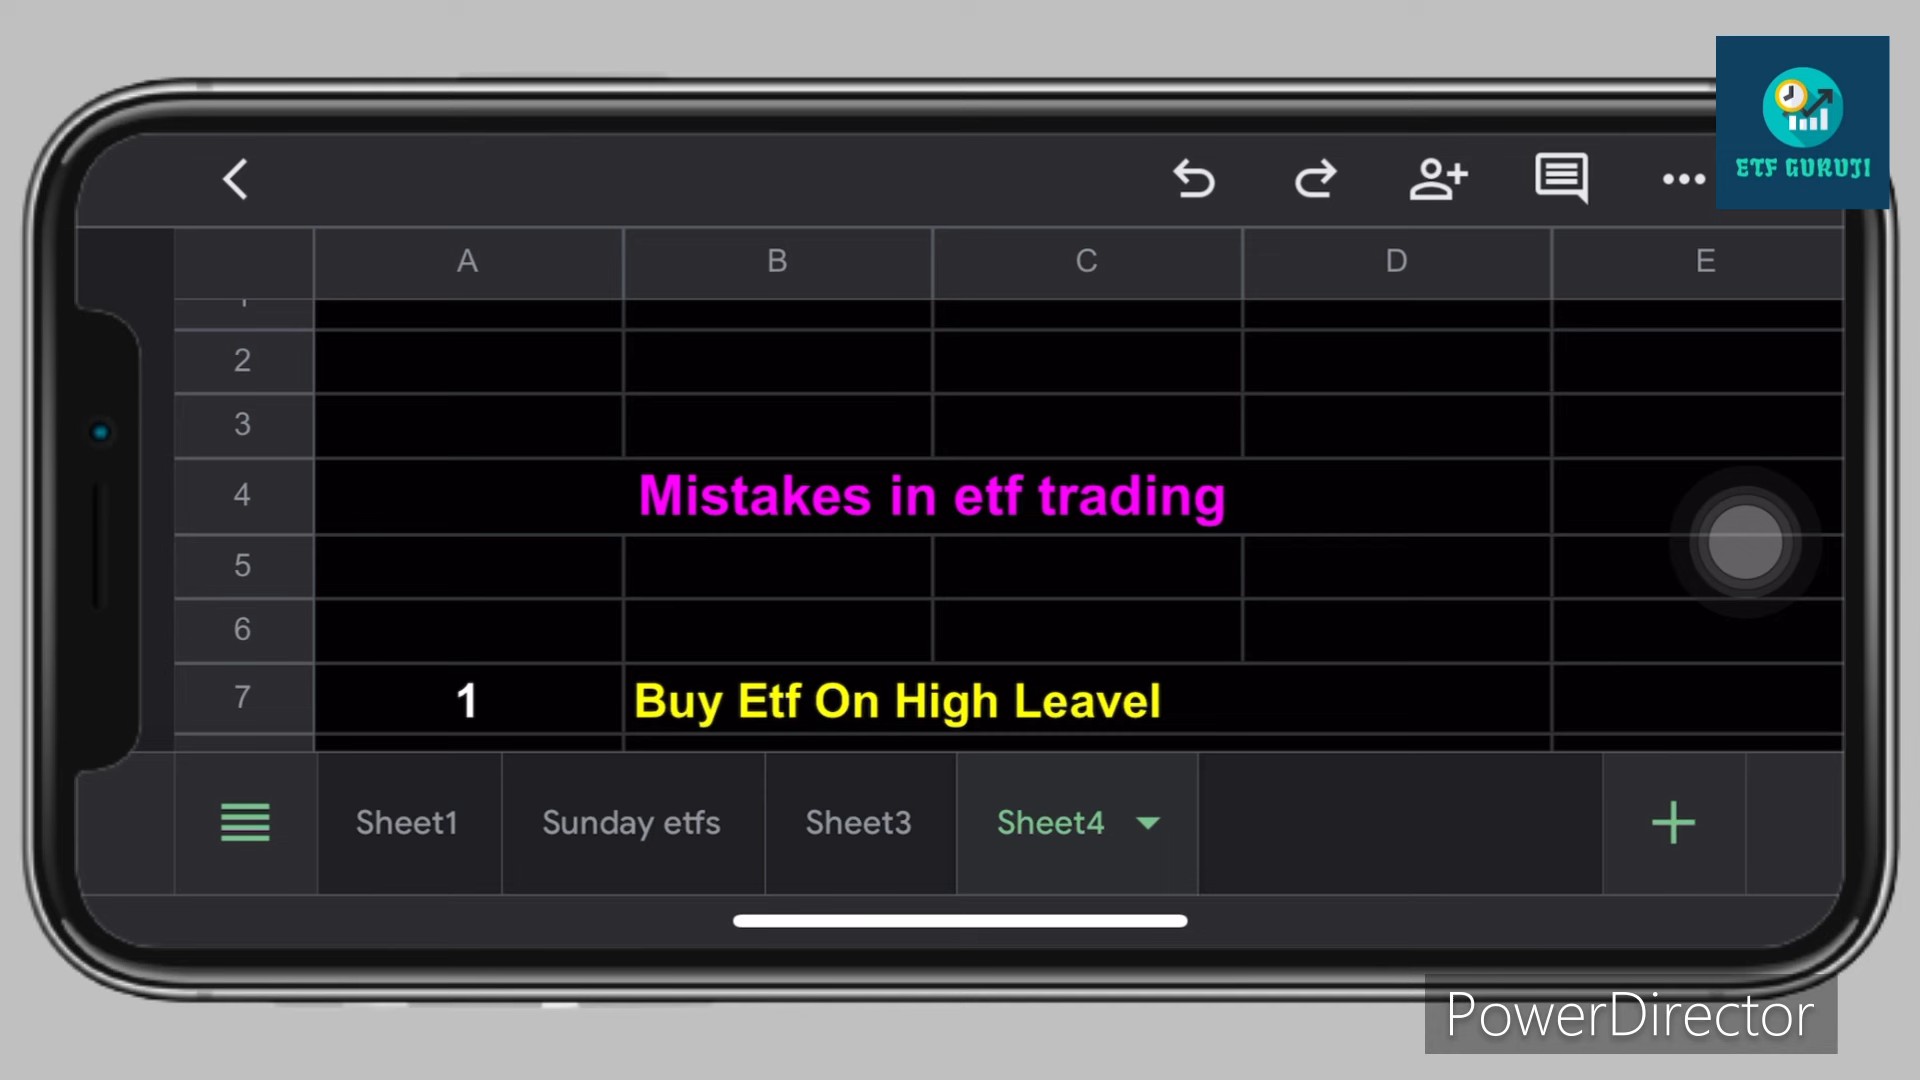 ETF GURUJI
A B C D E
1
2
3
4 Mistakes in etf trading
5
6
7 1 Buy Etf On High Leavel
Sheet1 Sunday etfs Sheet3 Sheet4
PowerDirector